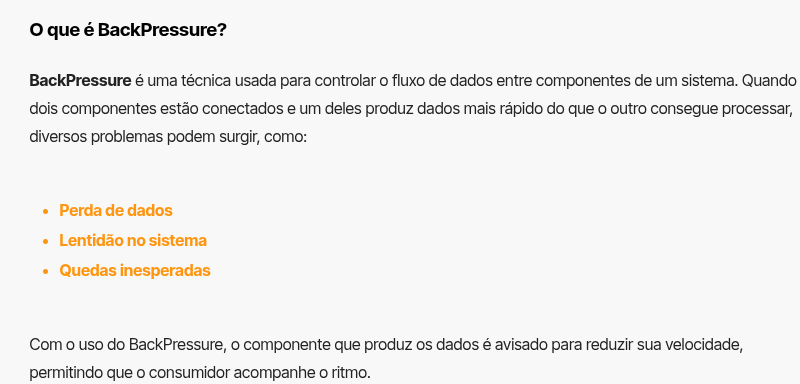 O que é BackPressure?
BackPressure é uma técnica usada para controlar o fluxo de dados entre componentes de um sistema. Quando
dois componentes estão conectados e um deles produz dados mais rápido do que o outro consegue processar,
diversos problemas podem surgir, como:
• Perda de dados
• Lentidão no sistema
• Quedas inesperadas
Com o uso do BackPressure, o componente que produz os dados é avisado para reduzir sua velocidade,
permitindo que o consumidor acompanhe o ritmo.